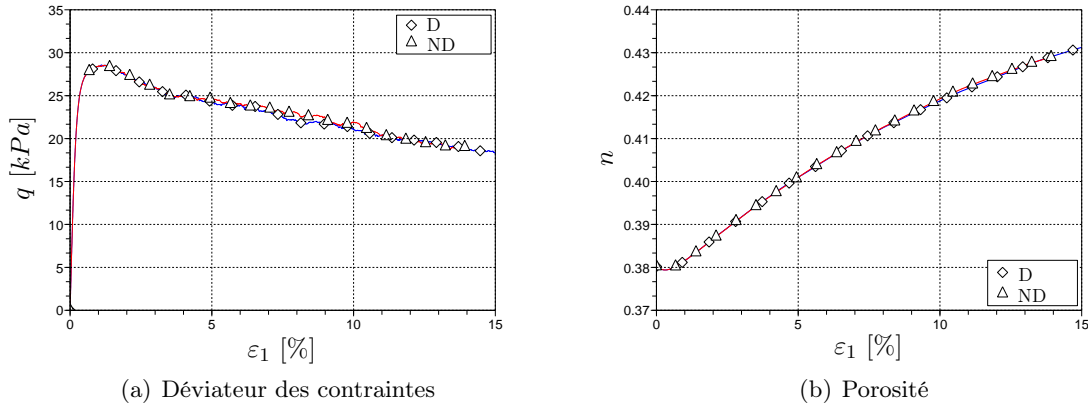 35
30
25
20
15
10
5
0
0 5 10 15
q [kPa]
ε₁ [%]
D
ND
(a) Déviateur des contraintes
0.44
0.43
0.42
0.41
0.40
0.39
0.38
0.37
0 5 10 15
n
ε₁ [%]
D
ND
(b) Porosité